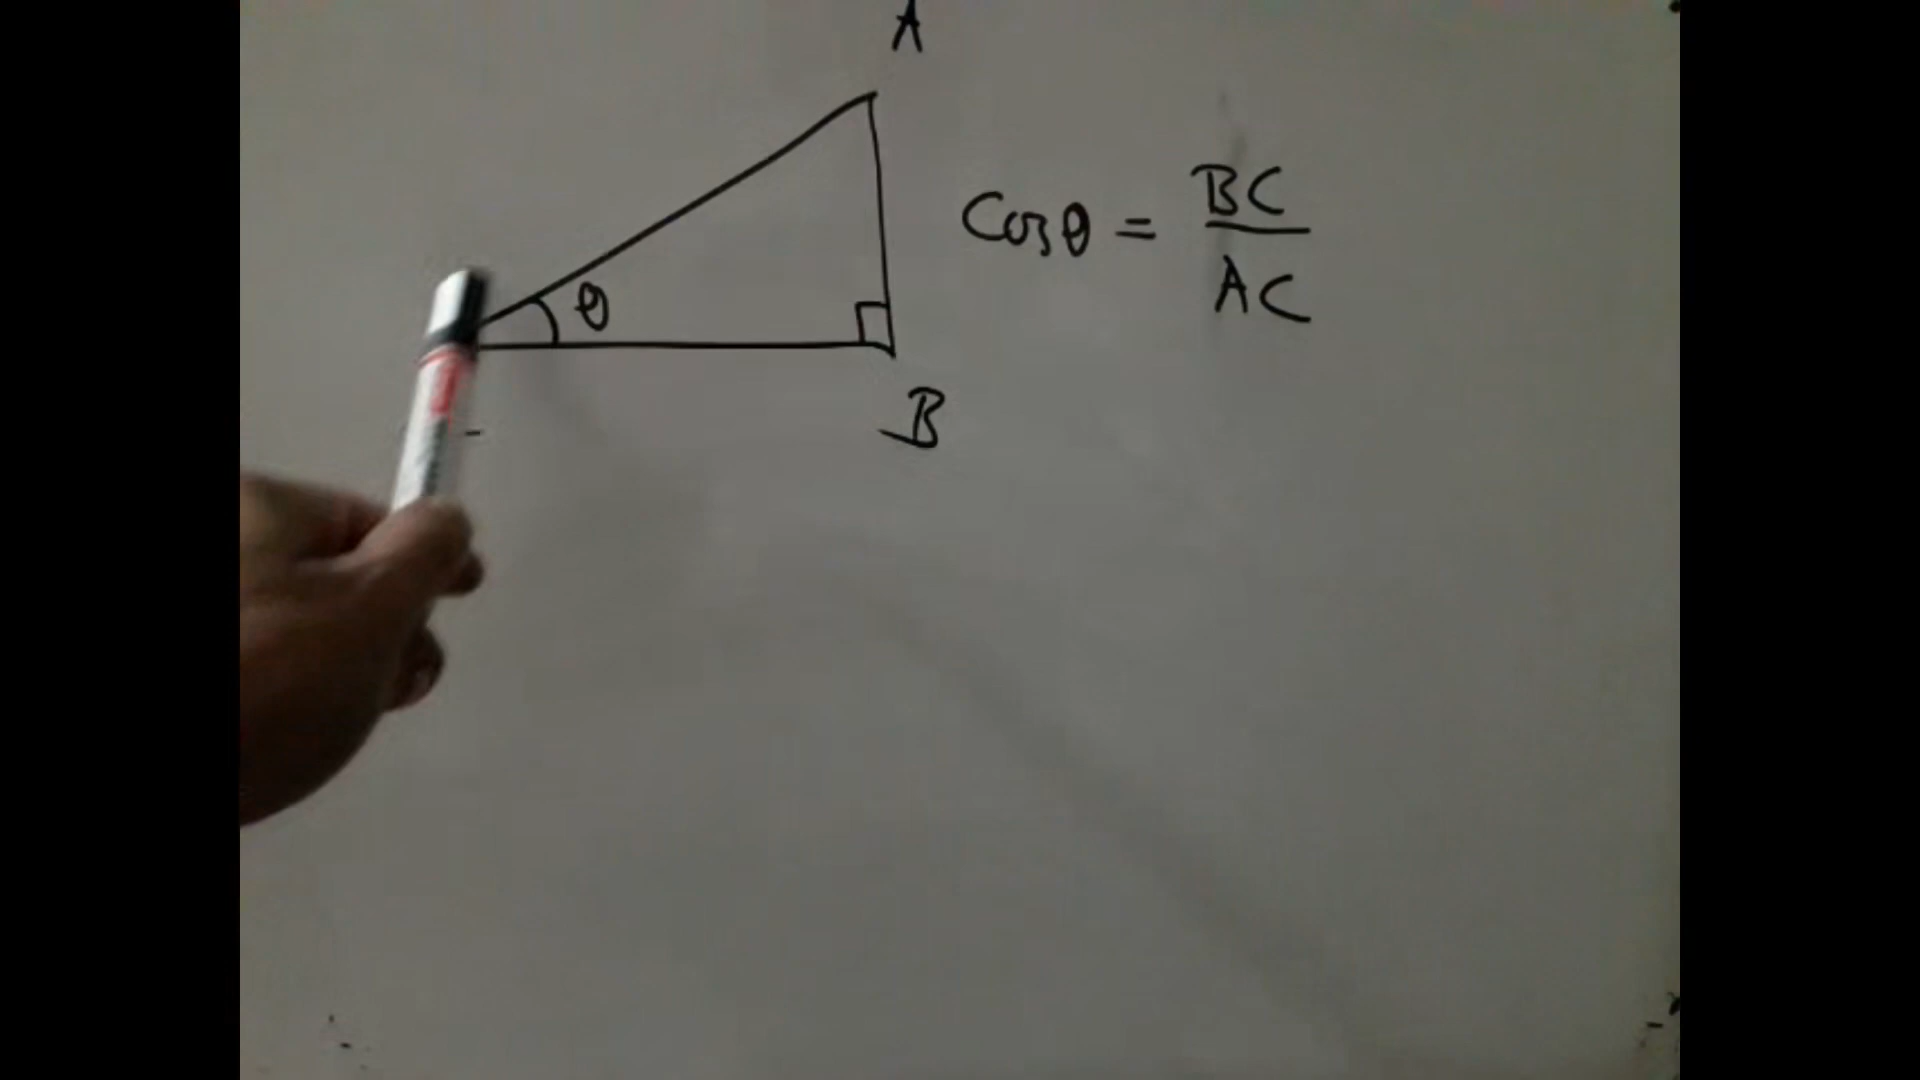 A
θ
B
Cosθ = BC/AC